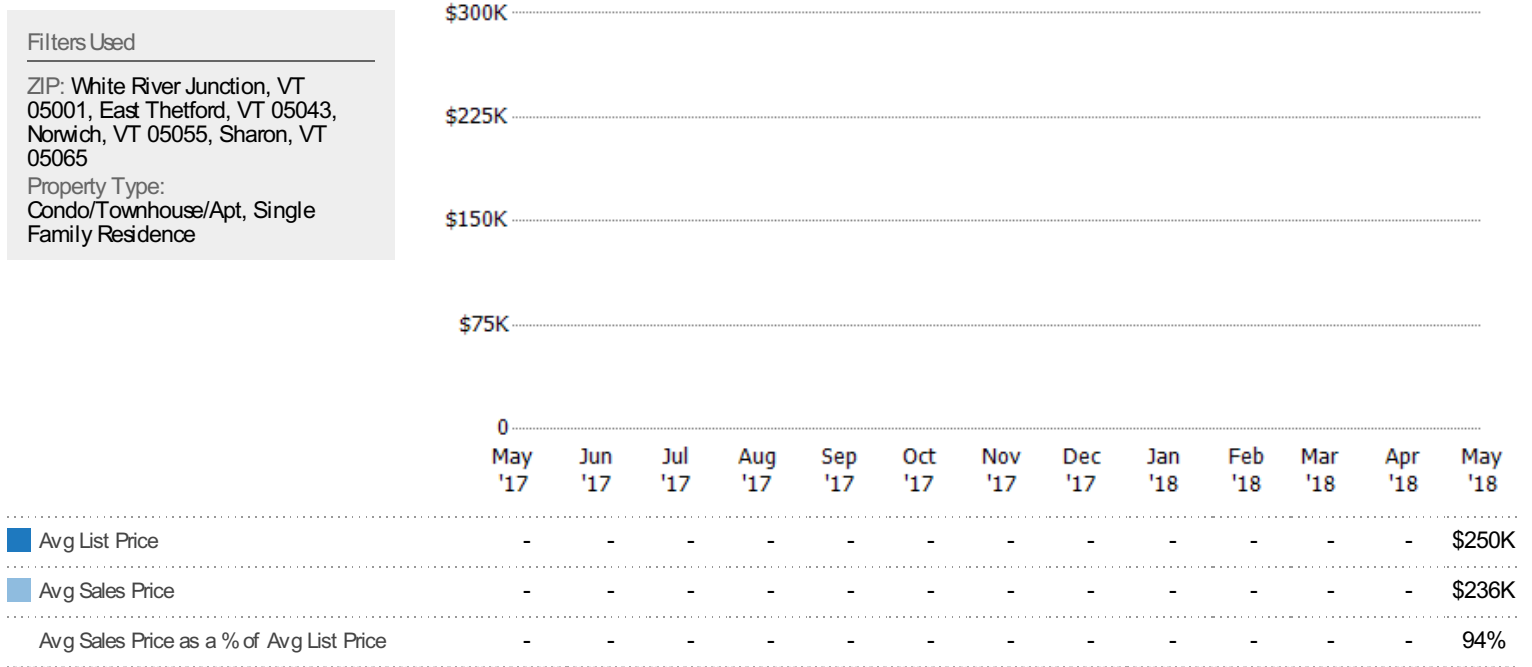 Filters Used
ZIP: White River Junction, VT
05001, East Thetford, VT 05043,
Norwich, VT 05055, Sharon, VT
05065
Property Type:
Condo/Townhouse/Apt, Single
Family Residence
$300K
$225K
$150K
$75K
0
May Jun Jul Aug Sep Oct Nov Dec Jan Feb Mar Apr May
'17 '17 '17 '17 '17 '17 '17 '17 '18 '18 '18 '18 '18
Avg List Price - - - - - - - - - - - - $250K
Avg Sales Price - - - - - - - - - - - - $236K
Avg Sales Price as a % of Avg List Price - - - - - - - - - - - - 94%